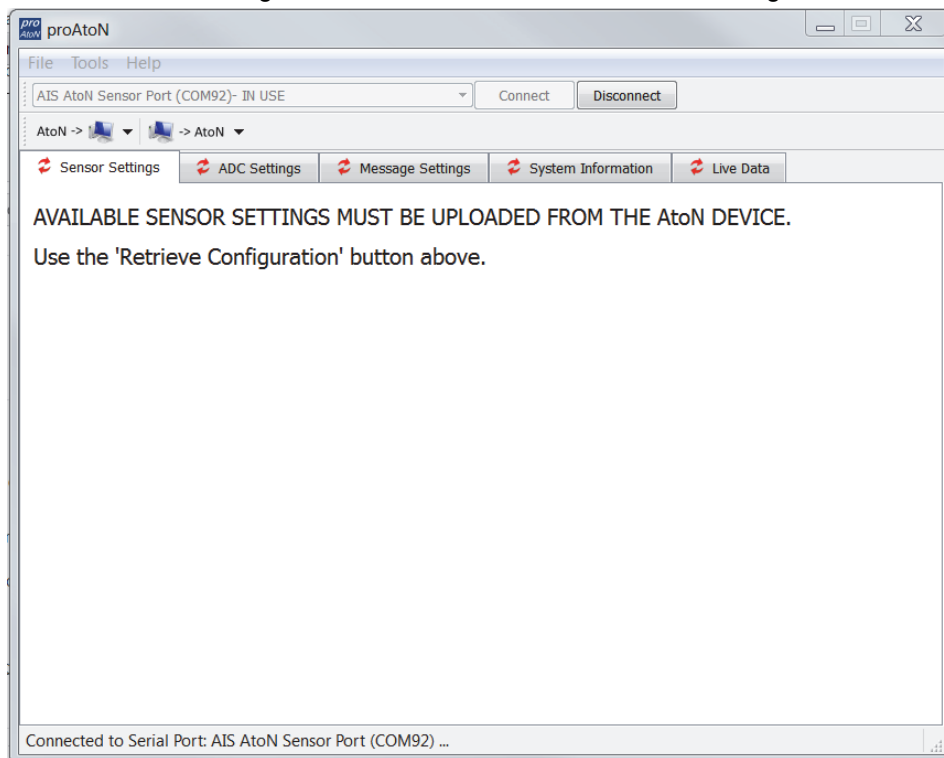 pro
AtoN
proAtoN
File Tools Help
AIS AtoN Sensor Port (COM92)- IN USE
Connect
Disconnect
AtoN ->
-> AtoN
Sensor Settings
ADC Settings
Message Settings
System Information
Live Data
AVAILABLE SENSOR SETTINGS MUST BE UPLOADED FROM THE AtoN DEVICE.
Use the 'Retrieve Configuration' button above.
Connected to Serial Port: AIS AtoN Sensor Port (COM92) ...